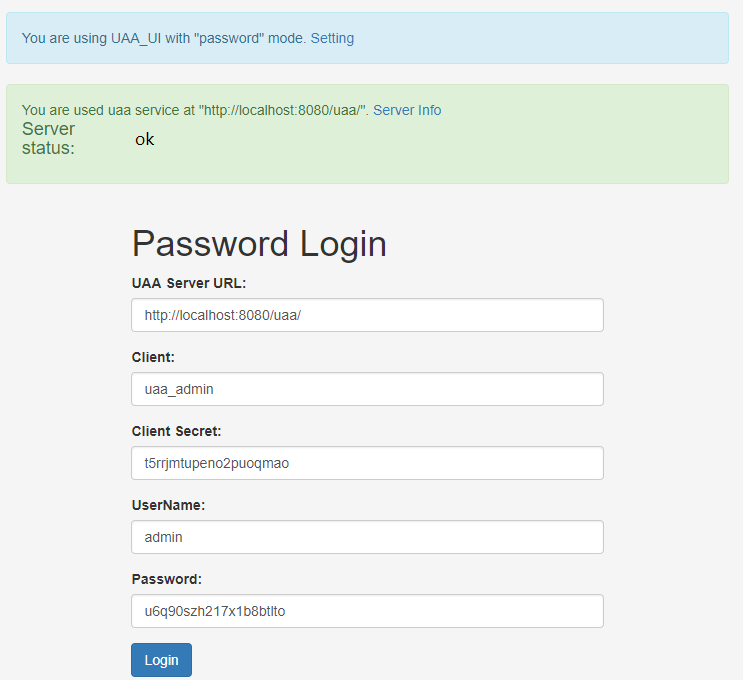 You are using UAA_UI with "password" mode. Setting
You are used uaa service at "http://localhost:8080/uaa/". Server Info
Server
status:
ok
Password Login
UAA Server URL:
http://localhost:8080/uaa/
Client:
uaa_admin
Client Secret:
t5rrjmtupeno2puoqmao
UserName:
admin
Password:
u6q90szh217x1b8btlto
Login